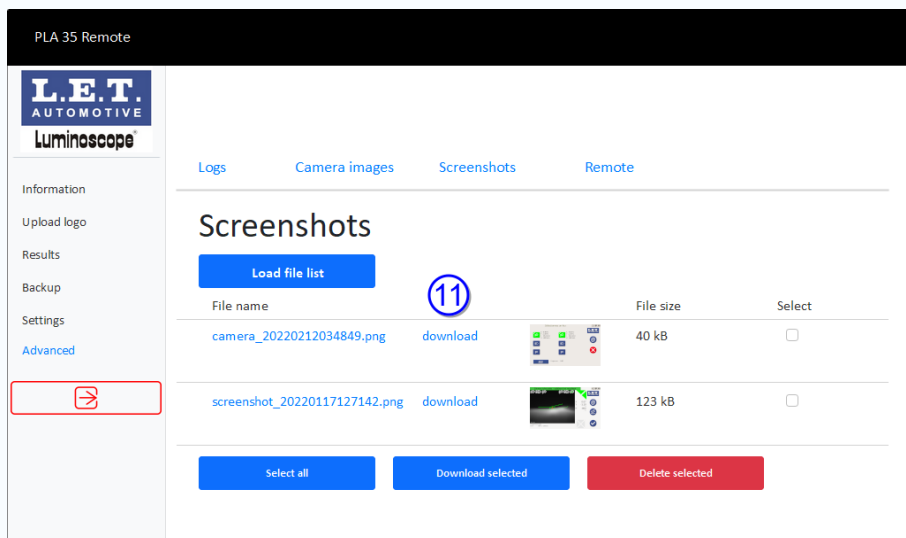 PLA 35 Remote
L.E.T.
AUTOMOTIVE
Luminoscope®
Information
Upload logo
Results
Backup
Settings
Advanced
Logs Camera images Screenshots Remote
Screenshots
Load file list
11
File name File size Select
camera_20220212034849.png download 40 kB
screenshot_20220117127142.png download 123 kB
Select all Download selected Delete selected